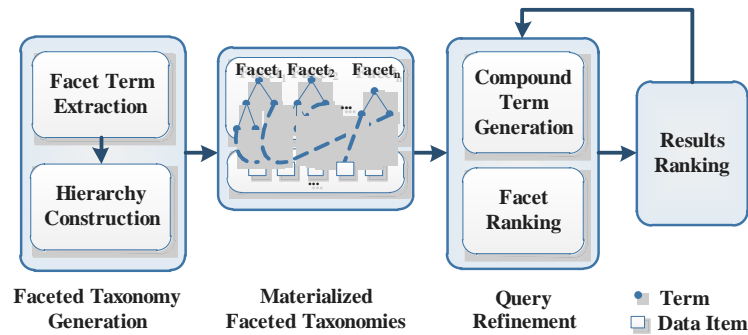 Facet Term
Extraction
Hierarchy
Construction
Faceted Taxonomy
Generation
Facet1 Facet2 Facetn
...
...
Materialized
Faceted Taxonomies
Compound
Term
Generation
Facet
Ranking
Query
Refinement
Results
Ranking
Term
Data Item